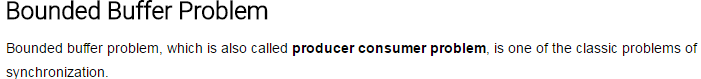 Bounded Buffer Problem
Bounded buffer problem, which is also called producer consumer problem, is one of the classic problems of
synchronization.